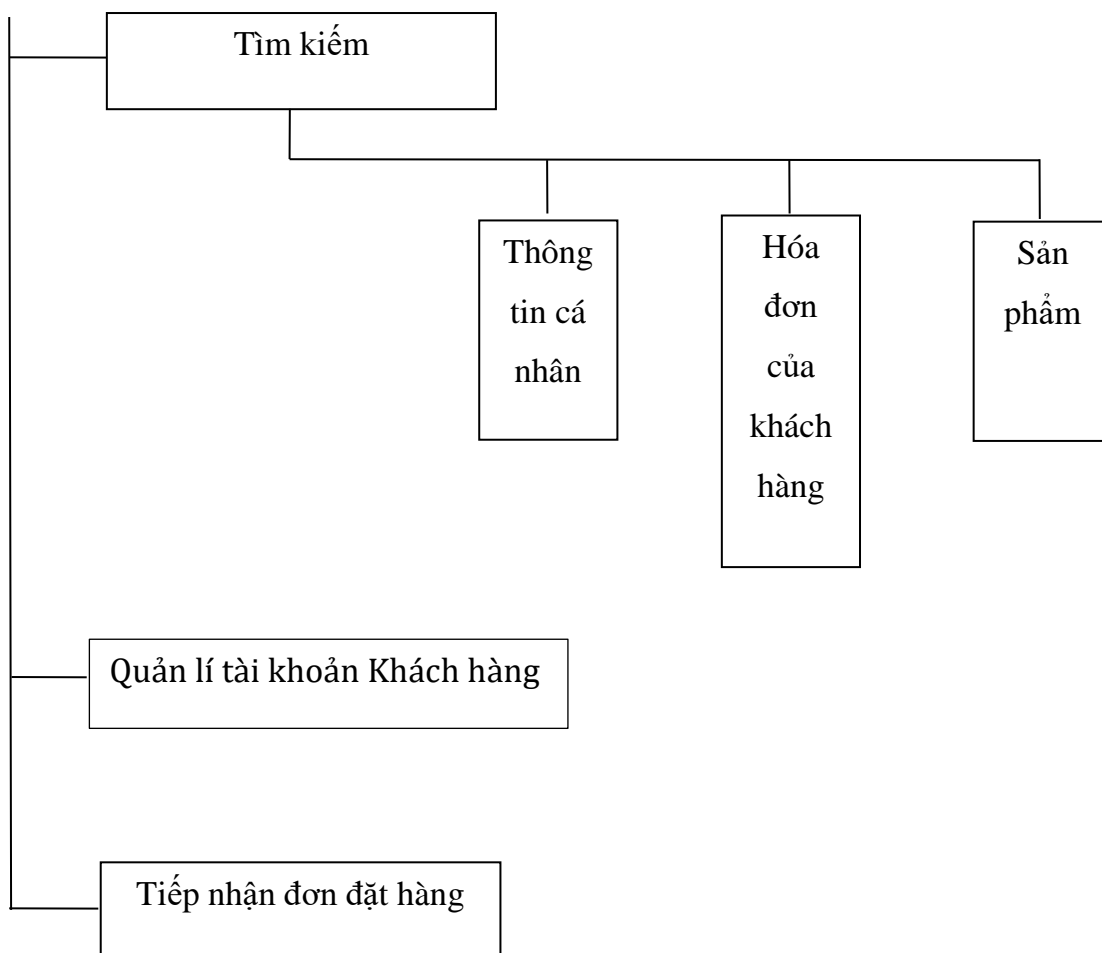 Tìm kiếm
Thông
tin cá
nhân
Hóa
đơn
của
khách
hàng
Sản
phẩm
Quản lí tài khoản Khách hàng
Tiếp nhận đơn đặt hàng